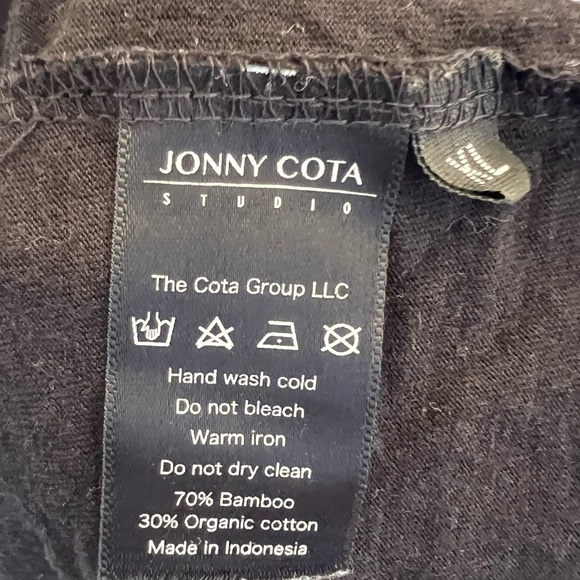 JONNY COTA
STUDIO
The Cota Group LLC
Hand wash cold
Do not bleach
Warm iron
Do not dry clean
70% Bamboo
30% Organic cotton
Made in Indonesia